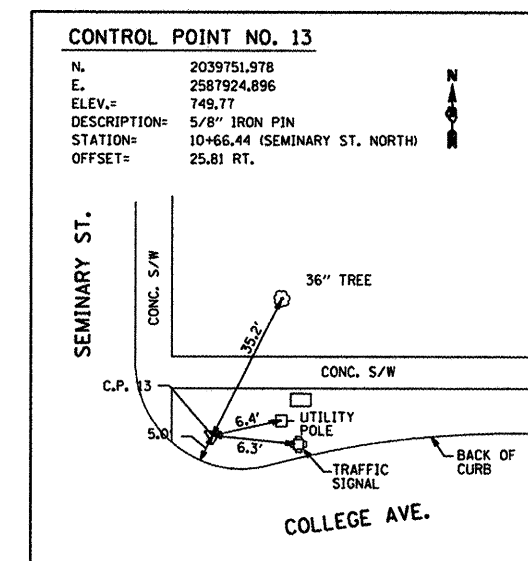 CONTROL POINT NO. 13
N. 2039751.978
E. 2587924.896
ELEV.= 749.77
DESCRIPTION= 5/8" IRON PIN
STATION= 10+66.44 (SEMINARY ST. NORTH)
OFFSET= 25.81 RT.
N
SEMINARY ST.
CONC. S/W
36" TREE
35.2'
CONC. S/W
C.P. 13
6.4'
UTILITY
POLE
5.0
6.3'
TRAFFIC
SIGNAL
BACK OF
CURB
COLLEGE AVE.